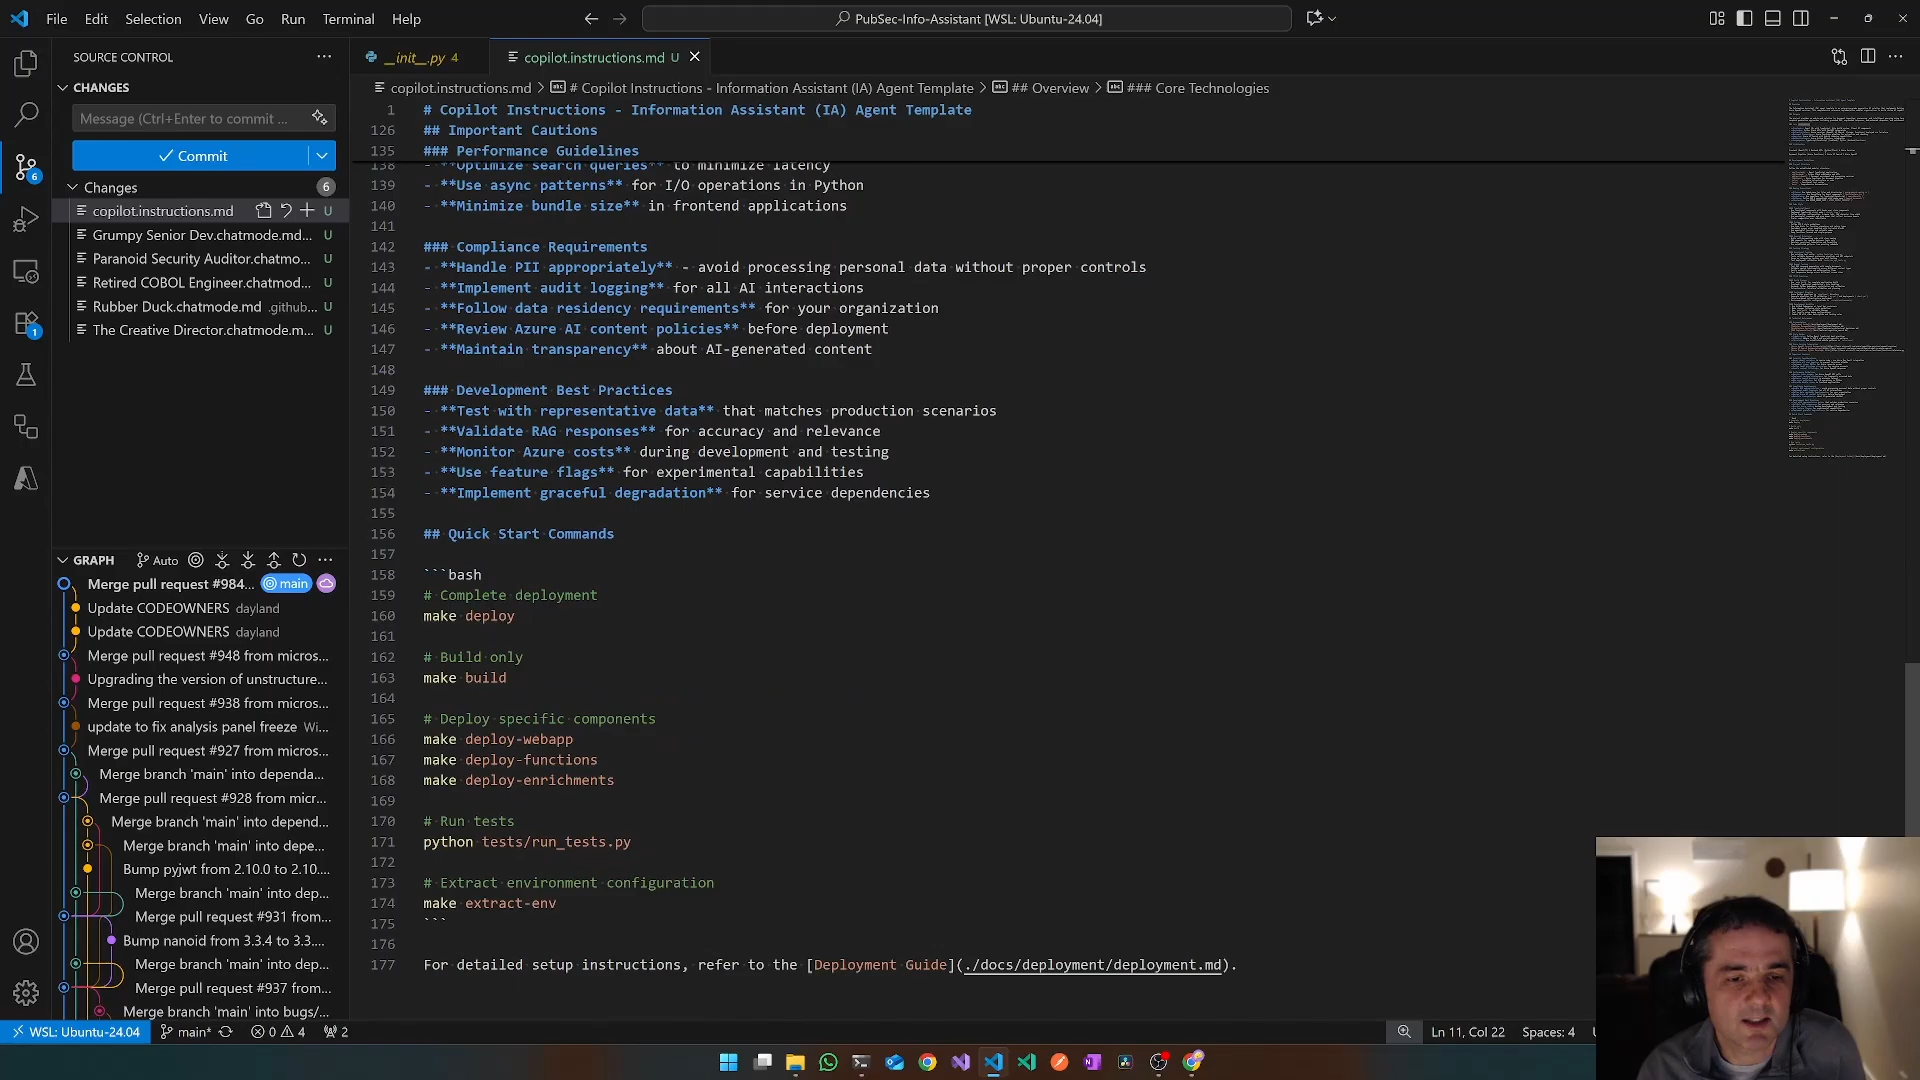 File Edit Selection View Go Run Terminal Help
PubSec-Info-Assistant [WSL: Ubuntu-24.04]
SOURCE CONTROL
CHANGES
Message (Ctrl+Enter to commit ...
Commit
Changes 6
copilot.instructions.md U
Grumpy Senior Dev.chatmode.md... U
Paranoid Security Auditor.chatmo... U
Retired COBOL Engineer.chatmod... U
Rubber Duck.chatmode.md .github... U
The Creative Director.chatmode.m... U
6
1
GRAPH Auto
Merge pull request #984... main
Update CODEOWNERS dayland
Update CODEOWNERS dayland
Merge pull request #948 from micros...
Upgrading the version of unstructure...
Merge pull request #938 from micros...
update to fix analysis panel freeze Wi...
Merge pull request #927 from micros...
Merge branch 'main' into dependa...
Merge pull request #928 from micr...
Merge branch 'main' into depend...
Merge branch 'main' into depe...
Bump pyjwt from 2.10.0 to 2.10....
Merge branch 'main' into dep...
Merge pull request #931 from...
Bump nanoid from 3.3.4 to 3.3....
Merge branch 'main' into dep...
Merge pull request #937 from...
Merge branch 'main' into bugs/...
__init__.py 4
copilot.instructions.md U
copilot.instructions.md > # Copilot Instructions - Information Assistant (IA) Agent Template > ## Overview > ### Core Technologies
1 # Copilot Instructions - Information Assistant (IA) Agent Template
126 ## Important Cautions
135 ### Performance Guidelines
138 - **Optimize search queries** to minimize latency
139 - **Use async patterns** for I/O operations in Python
140 - **Minimize bundle size** in frontend applications
141
142 ### Compliance Requirements
143 - **Handle PII appropriately** - avoid processing personal data without proper controls
144 - **Implement audit logging** for all AI interactions
145 - **Follow data residency requirements** for your organization
146 - **Review Azure AI content policies** before deployment
147 - **Maintain transparency** about AI-generated content
148
149 ### Development Best Practices
150 - **Test with representative data** that matches production scenarios
151 - **Validate RAG responses** for accuracy and relevance
152 - **Monitor Azure costs** during development and testing
153 - **Use feature flags** for experimental capabilities
154 - **Implement graceful degradation** for service dependencies
155
156 ## Quick Start Commands
157
158 ```bash
159 # Complete deployment
160 make deploy
161
162 # Build only
163 make build
164
165 # Deploy specific components
166 make deploy-webapp
167 make deploy-functions
168 make deploy-enrichments
169
170 # Run tests
171 python tests/run_tests.py
172
173 # Extract environment configuration
174 make extract-env
175 ```
176
177 For detailed setup instructions, refer to the [Deployment Guide](./docs/deployment/deployment.md).
WSL: Ubuntu-24.04 main* 0 4 2
Ln 11, Col 22 Spaces: 4